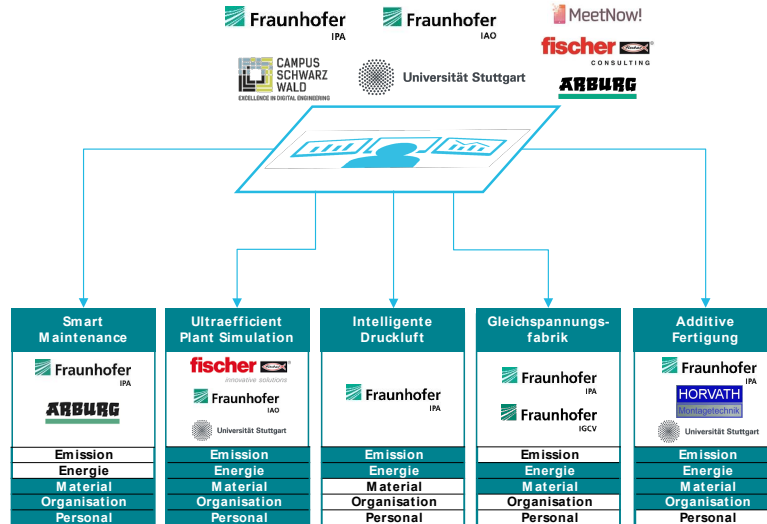 Fraunhofer
IPA
Fraunhofer
IAO
MeetNow!
fischer
CONSULTING
CAMPUS
SCHWARZ
WALD
EXCELLENCE IN DIGITAL ENGINEERING
Universität Stuttgart
ARBURG
Smart
Maintenance
Fraunhofer
IPA
ARBURG
Emission
Energie
Material
Organisation
Personal
Ultraefficient
Plant Simulation
fischer
innovative solutions
Fraunhofer
IAO
Universität Stuttgart
Emission
Energie
Material
Organisation
Personal
Intelligente
Druckluft
Fraunhofer
IPA
Emission
Energie
Material
Organisation
Personal
Gleichspannungs-
fabrik
Fraunhofer
IPA
Fraunhofer
IGCV
Emission
Energie
Material
Organisation
Personal
Additive
Fertigung
Fraunhofer
IPA
HORVATH
Montagetechnik
Universität Stuttgart
Emission
Energie
Material
Organisation
Personal